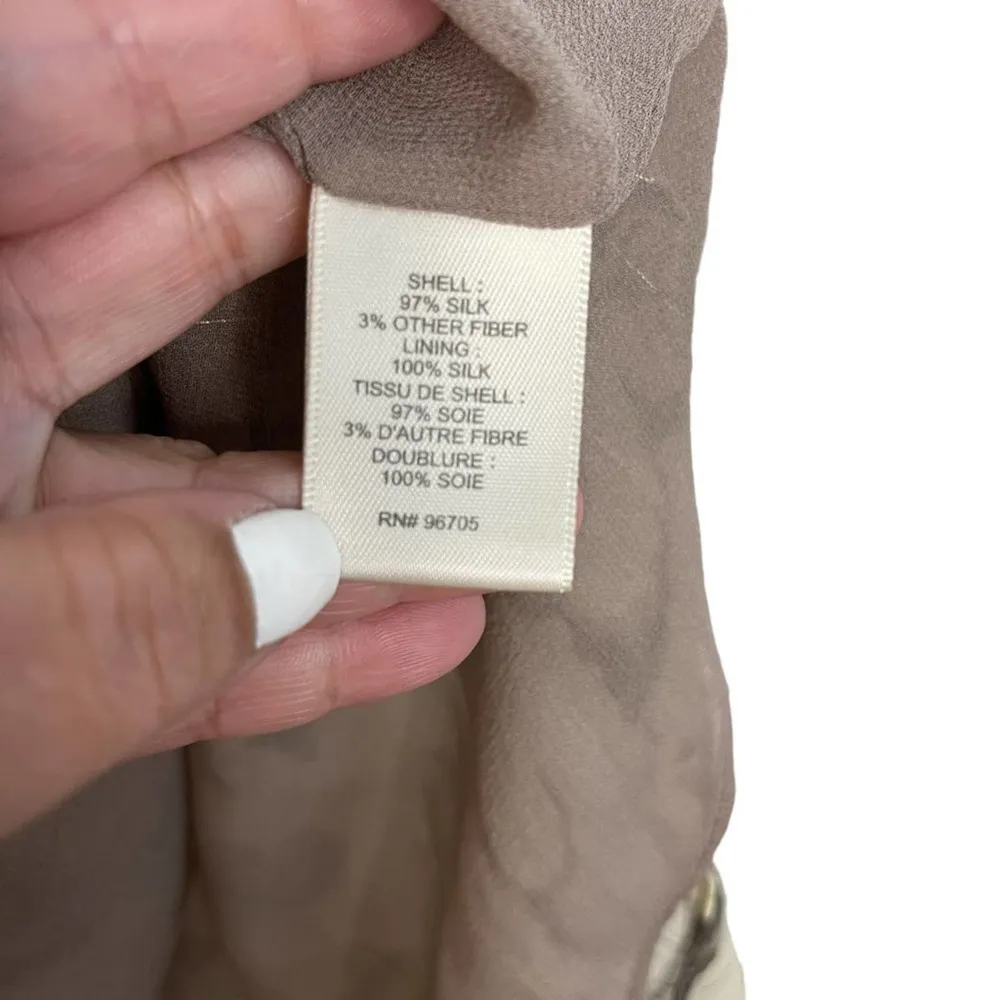 SHELL :
97% SILK
3% OTHER FIBER
LINING :
100% SILK
TISSU DE SHELL :
97% SOIE
3% D'AUTRE FIBRE
DOUBLURE :
100% SOIE
RN# 96705